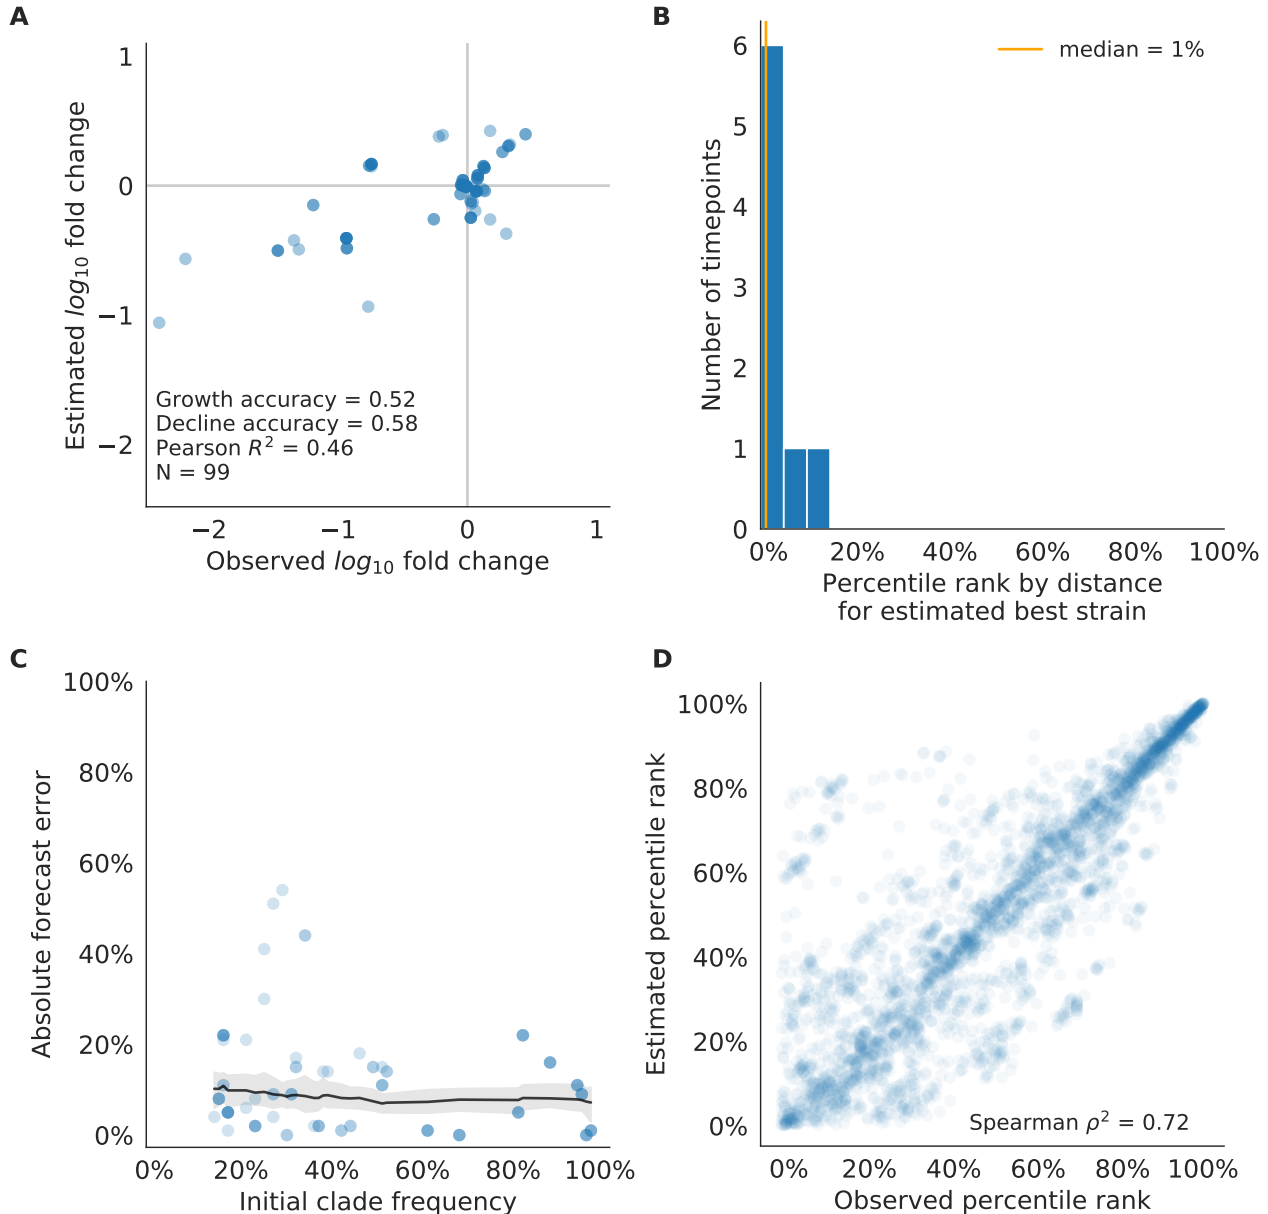 A
1
0
−1
−2
Estimated log10 fold change
Growth accuracy = 0.52
Decline accuracy = 0.58
Pearson R² = 0.46
N = 99
−2 −1 0 1
Observed log10 fold change
B
6
5
4
3
2
1
0
Number of timepoints
median = 1%
0% 20% 40% 60% 80% 100%
Percentile rank by distance
for estimated best strain
C
100%
80%
60%
40%
20%
0%
Absolute forecast error
0% 20% 40% 60% 80% 100%
Initial clade frequency
D
100%
80%
60%
40%
20%
0%
Estimated percentile rank
Spearman ρ² = 0.72
0% 20% 40% 60% 80% 100%
Observed percentile rank